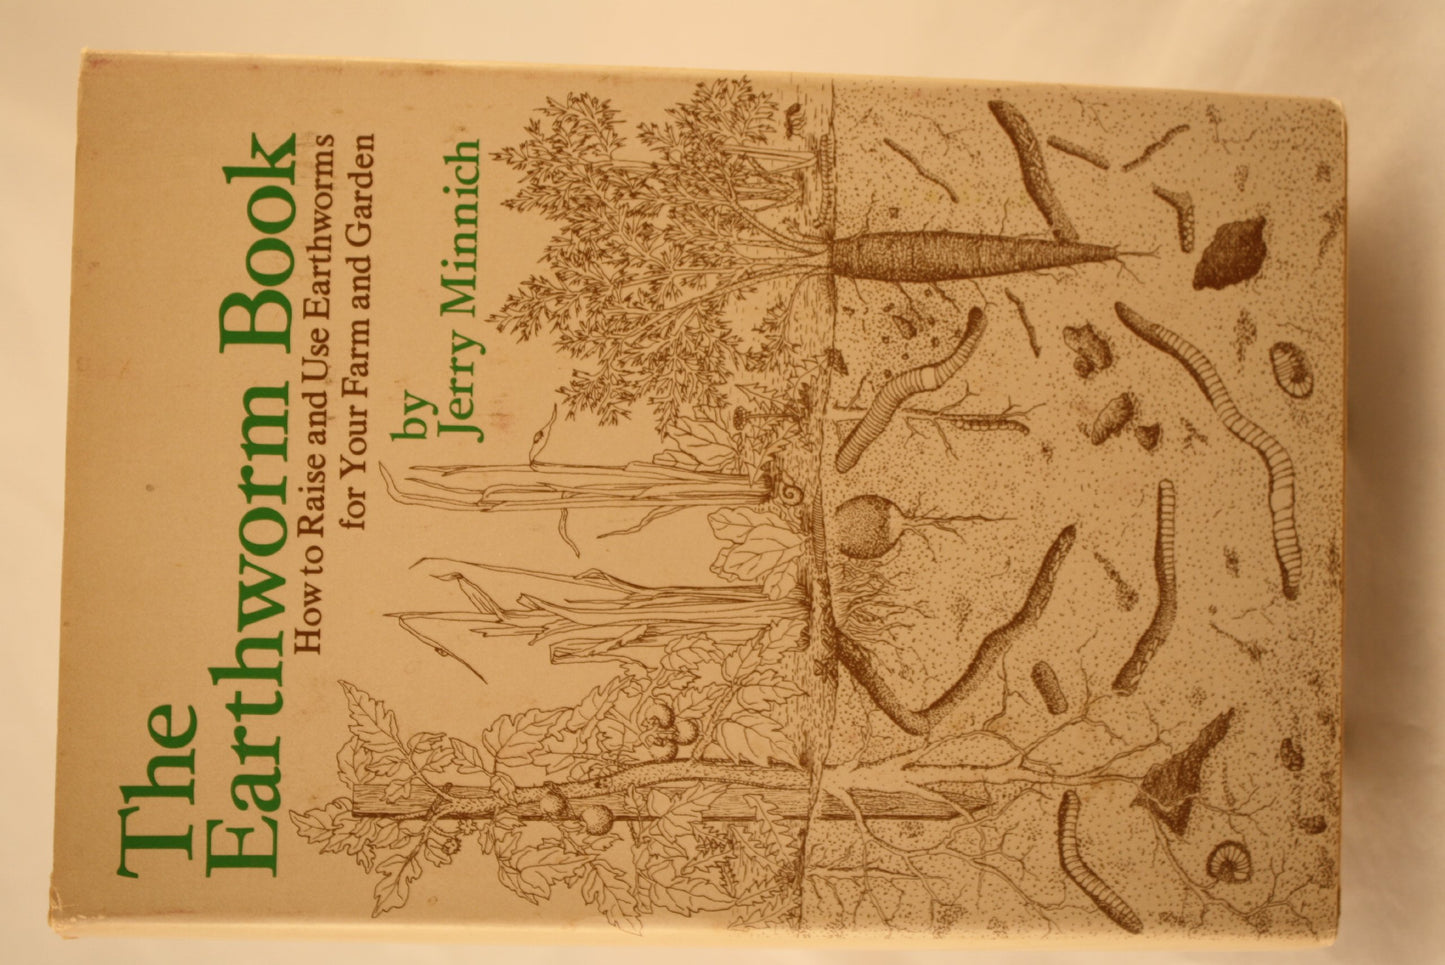 The
Earthworm Book
How to Raise and Use Earthworms
for Your Farm and Garden
by
Jerry Minnich